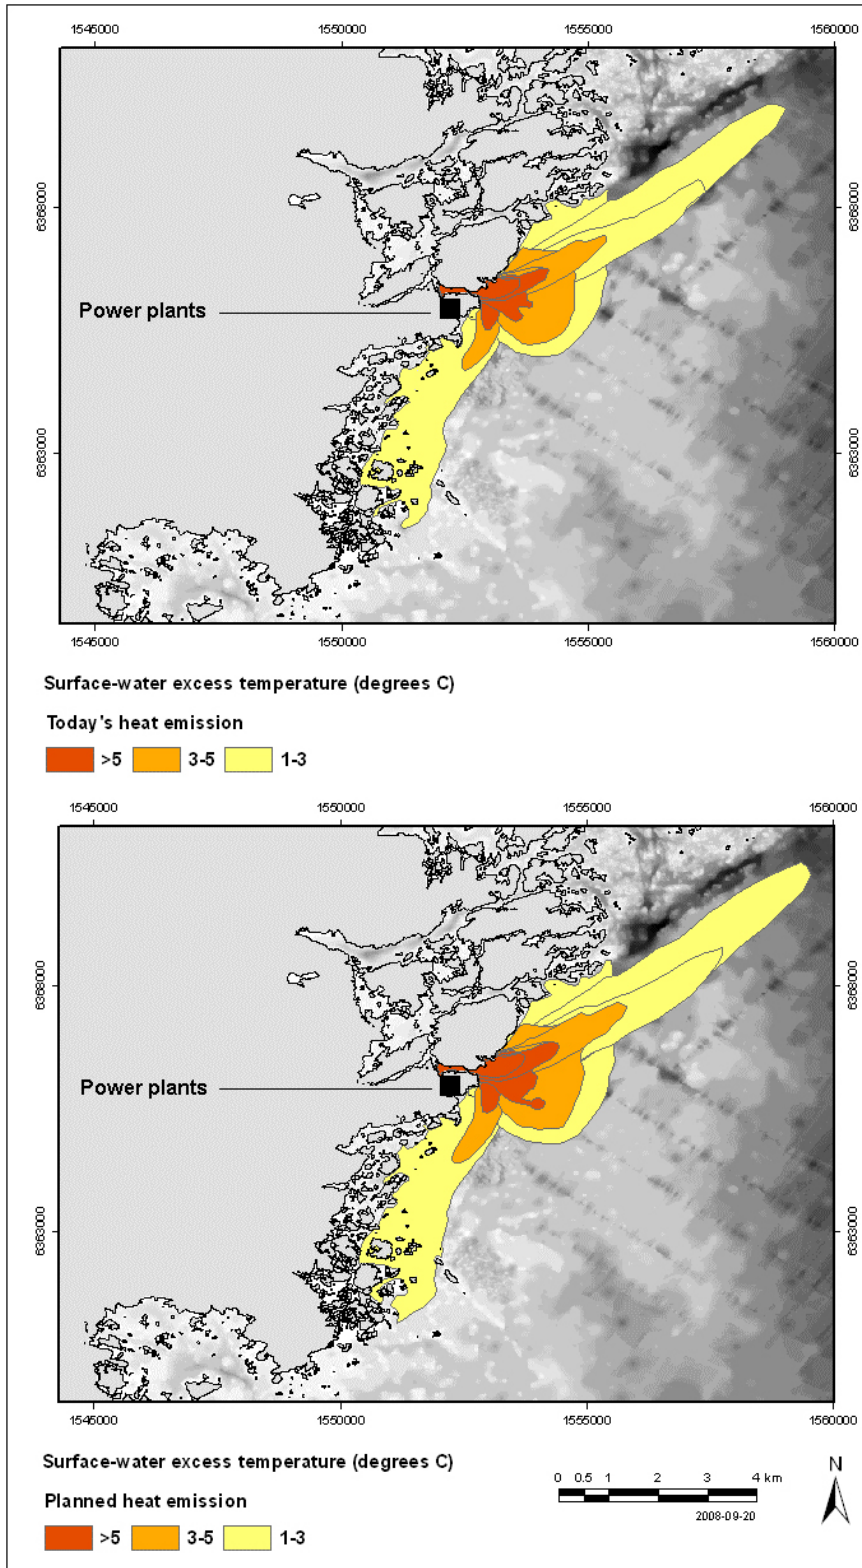 1545000 1550000 1555000 1560000
6368000 6368000
Power plants
6363000 6363000
1545000 1550000 1555000 1560000
Surface-water excess temperature (degrees C)
Today's heat emission
>5 3-5 1-3
1545000 1550000 1555000 1560000
6368000 6368000
Power plants
6363000 6363000
1545000 1550000 1555000 1560000
Surface-water excess temperature (degrees C)
Planned heat emission
>5 3-5 1-3
0 0.5 1 2 3 4 km
2008-09-20
N